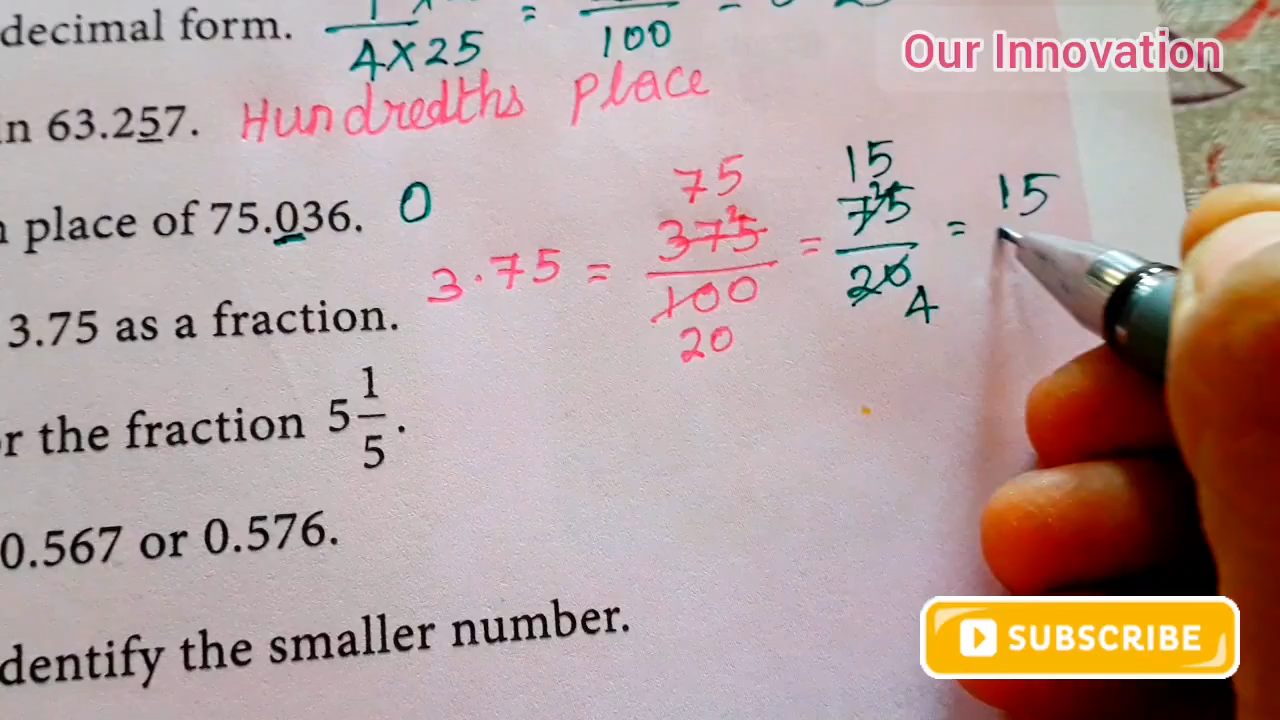 Our Innovation
decimal form. 4×25 = 100 =
in 63.257. Hundredths place
place of 75.036. 0
3.75 as a fraction. 3.75 = 75 375 100 20 = 15 75 20 4 = 15
the fraction 5 1/5.
0.567 or 0.576.
identify the smaller number.
SUBSCRIBE